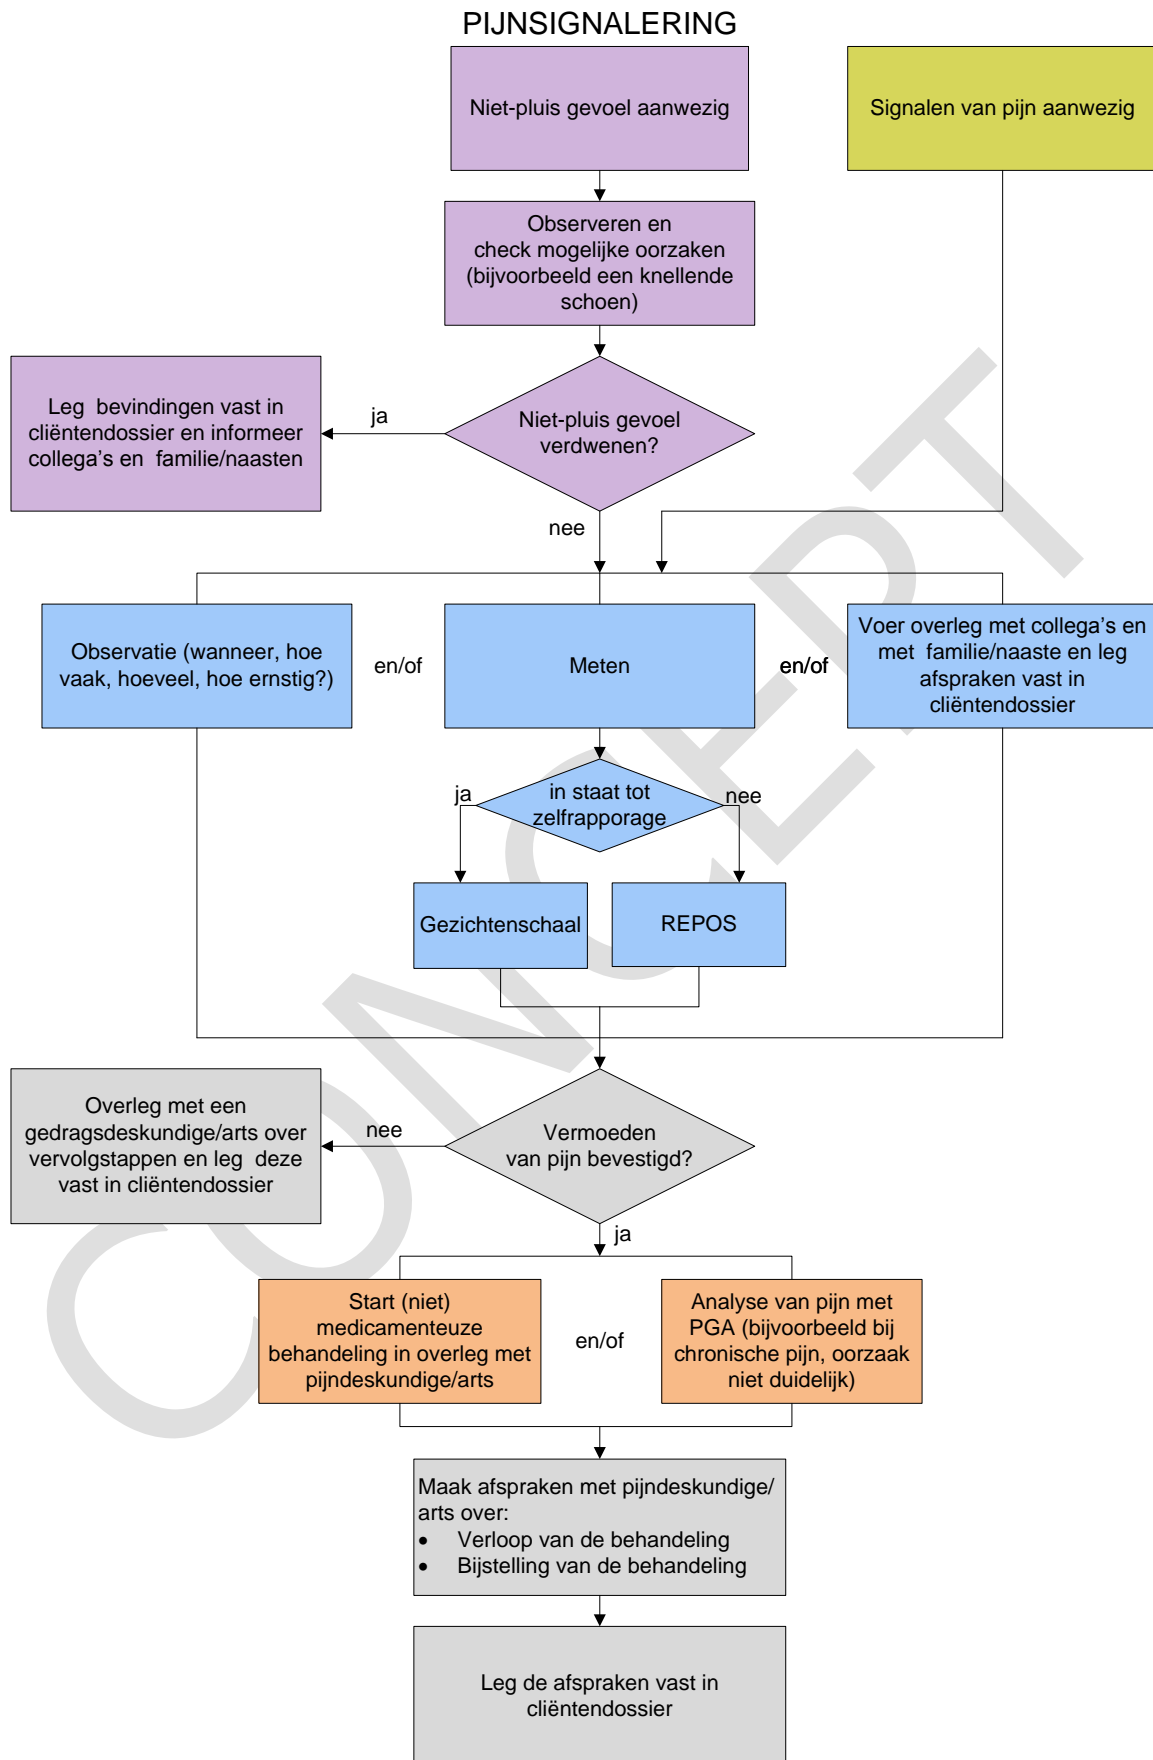 PIJNSIGNALERING
Niet-pluis gevoel aanwezig
Signalen van pijn aanwezig
Observeren en
check mogelijke oorzaken
(bijvoorbeeld een knellende
schoen)
Leg bevindingen vast in
cliëntendossier en informeer
collega's en familie/naasten
ja
Niet-pluis gevoel
verdwenen?
nee
Observatie (wanneer, hoe
vaak, hoeveel, hoe ernstig?)
en/of
Meten
en/of
Voer overleg met collega's en
met familie/naaste en leg
afspraken vast in
cliëntendossier
ja
in staat tot
zelfrapporage
nee
Gezichtenschaal
REPOS
Overleg met een
gedragsdeskundige/arts over
vervolgstappen en leg deze
vast in cliëntendossier
nee
Vermoeden
van pijn bevestigd?
ja
Start (niet)
medicamenteuze
behandeling in overleg met
pijndeskundige/arts
en/of
Analyse van pijn met
PGA (bijvoorbeeld bij
chronische pijn, oorzaak
niet duidelijk)
Maak afspraken met pijndeskundige/
arts over:
• Verloop van de behandeling
• Bijstelling van de behandeling
Leg de afspraken vast in
cliëntendossier
CONCEPT